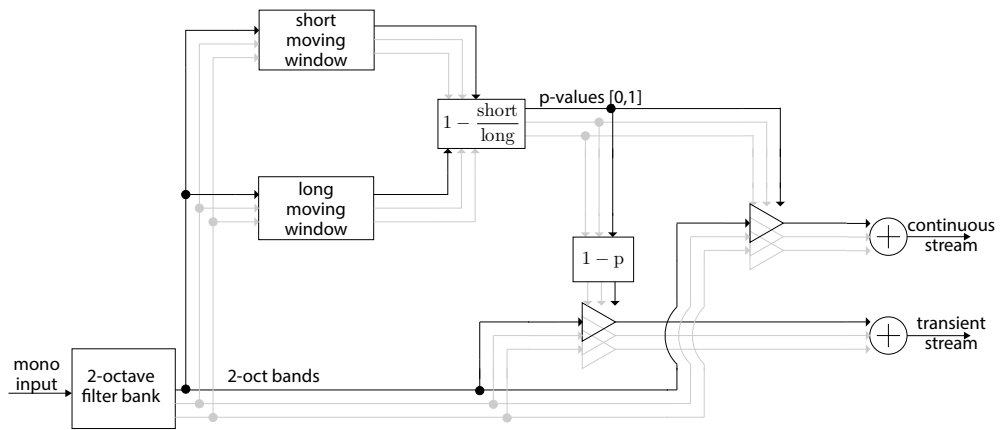 short
moving
window
p-values [0,1]
1 − short/long
long
moving
window
continuous
stream
1 − p
transient
stream
mono
input
2-octave
filter bank
2-oct bands